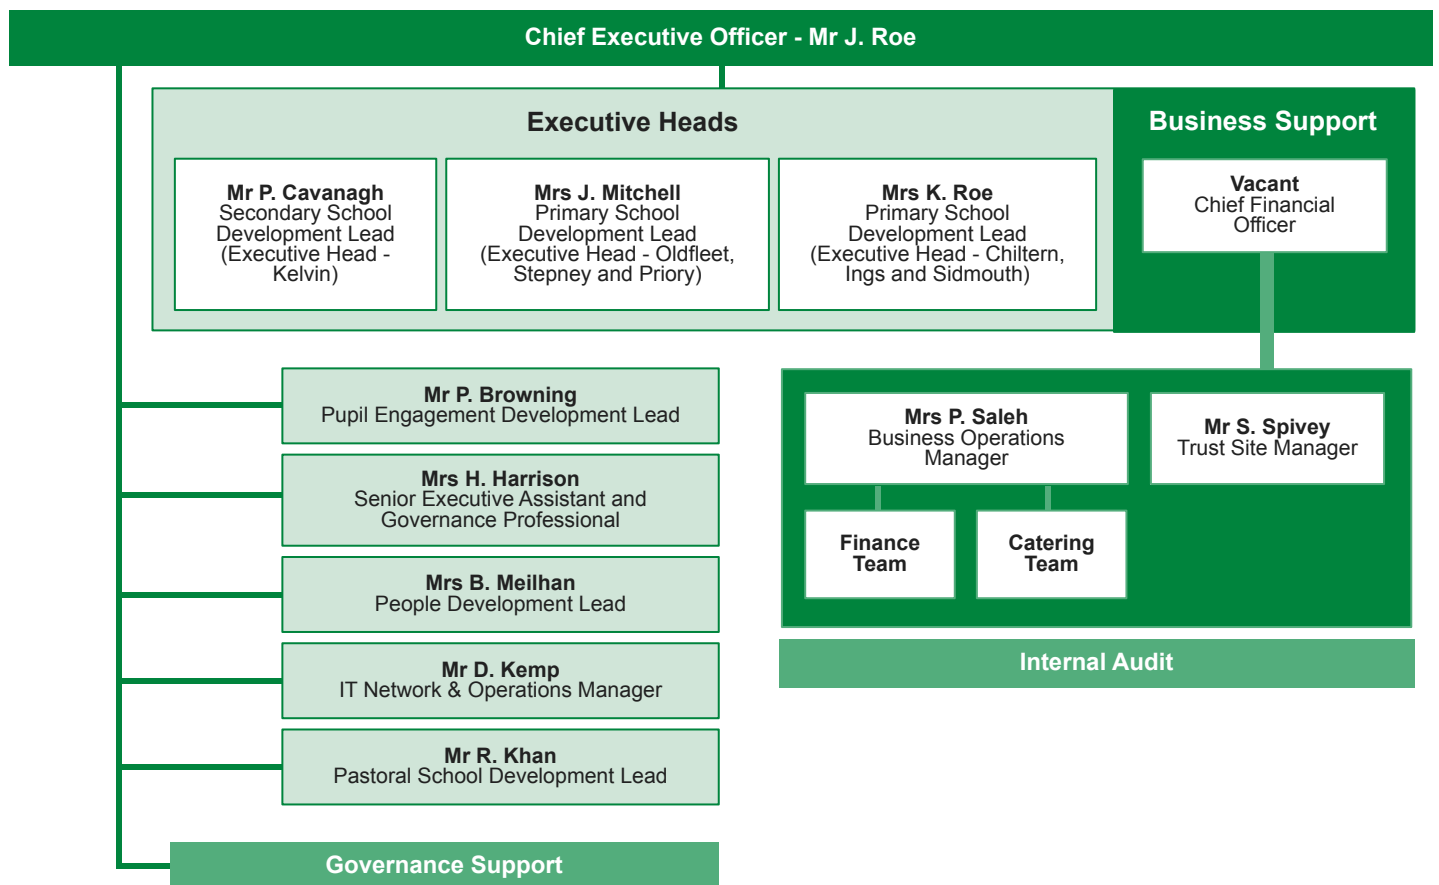 Chief Executive Officer - Mr J. Roe
Executive Heads
Mr P. Cavanagh
Secondary School
Development Lead
(Executive Head -
Kelvin)
Mrs J. Mitchell
Primary School
Development Lead
(Executive Head - Oldfleet,
Stepney and Priory)
Mrs K. Roe
Primary School
Development Lead
(Executive Head - Chiltern,
Ings and Sidmouth)
Business Support
Vacant
Chief Financial
Officer
Mr P. Browning
Pupil Engagement Development Lead
Mrs H. Harrison
Senior Executive Assistant and
Governance Professional
Mrs B. Meilhan
People Development Lead
Mr D. Kemp
IT Network & Operations Manager
Mr R. Khan
Pastoral School Development Lead
Governance Support
Mrs P. Saleh
Business Operations
Manager
Mr S. Spivey
Trust Site Manager
Finance
Team
Catering
Team
Internal Audit